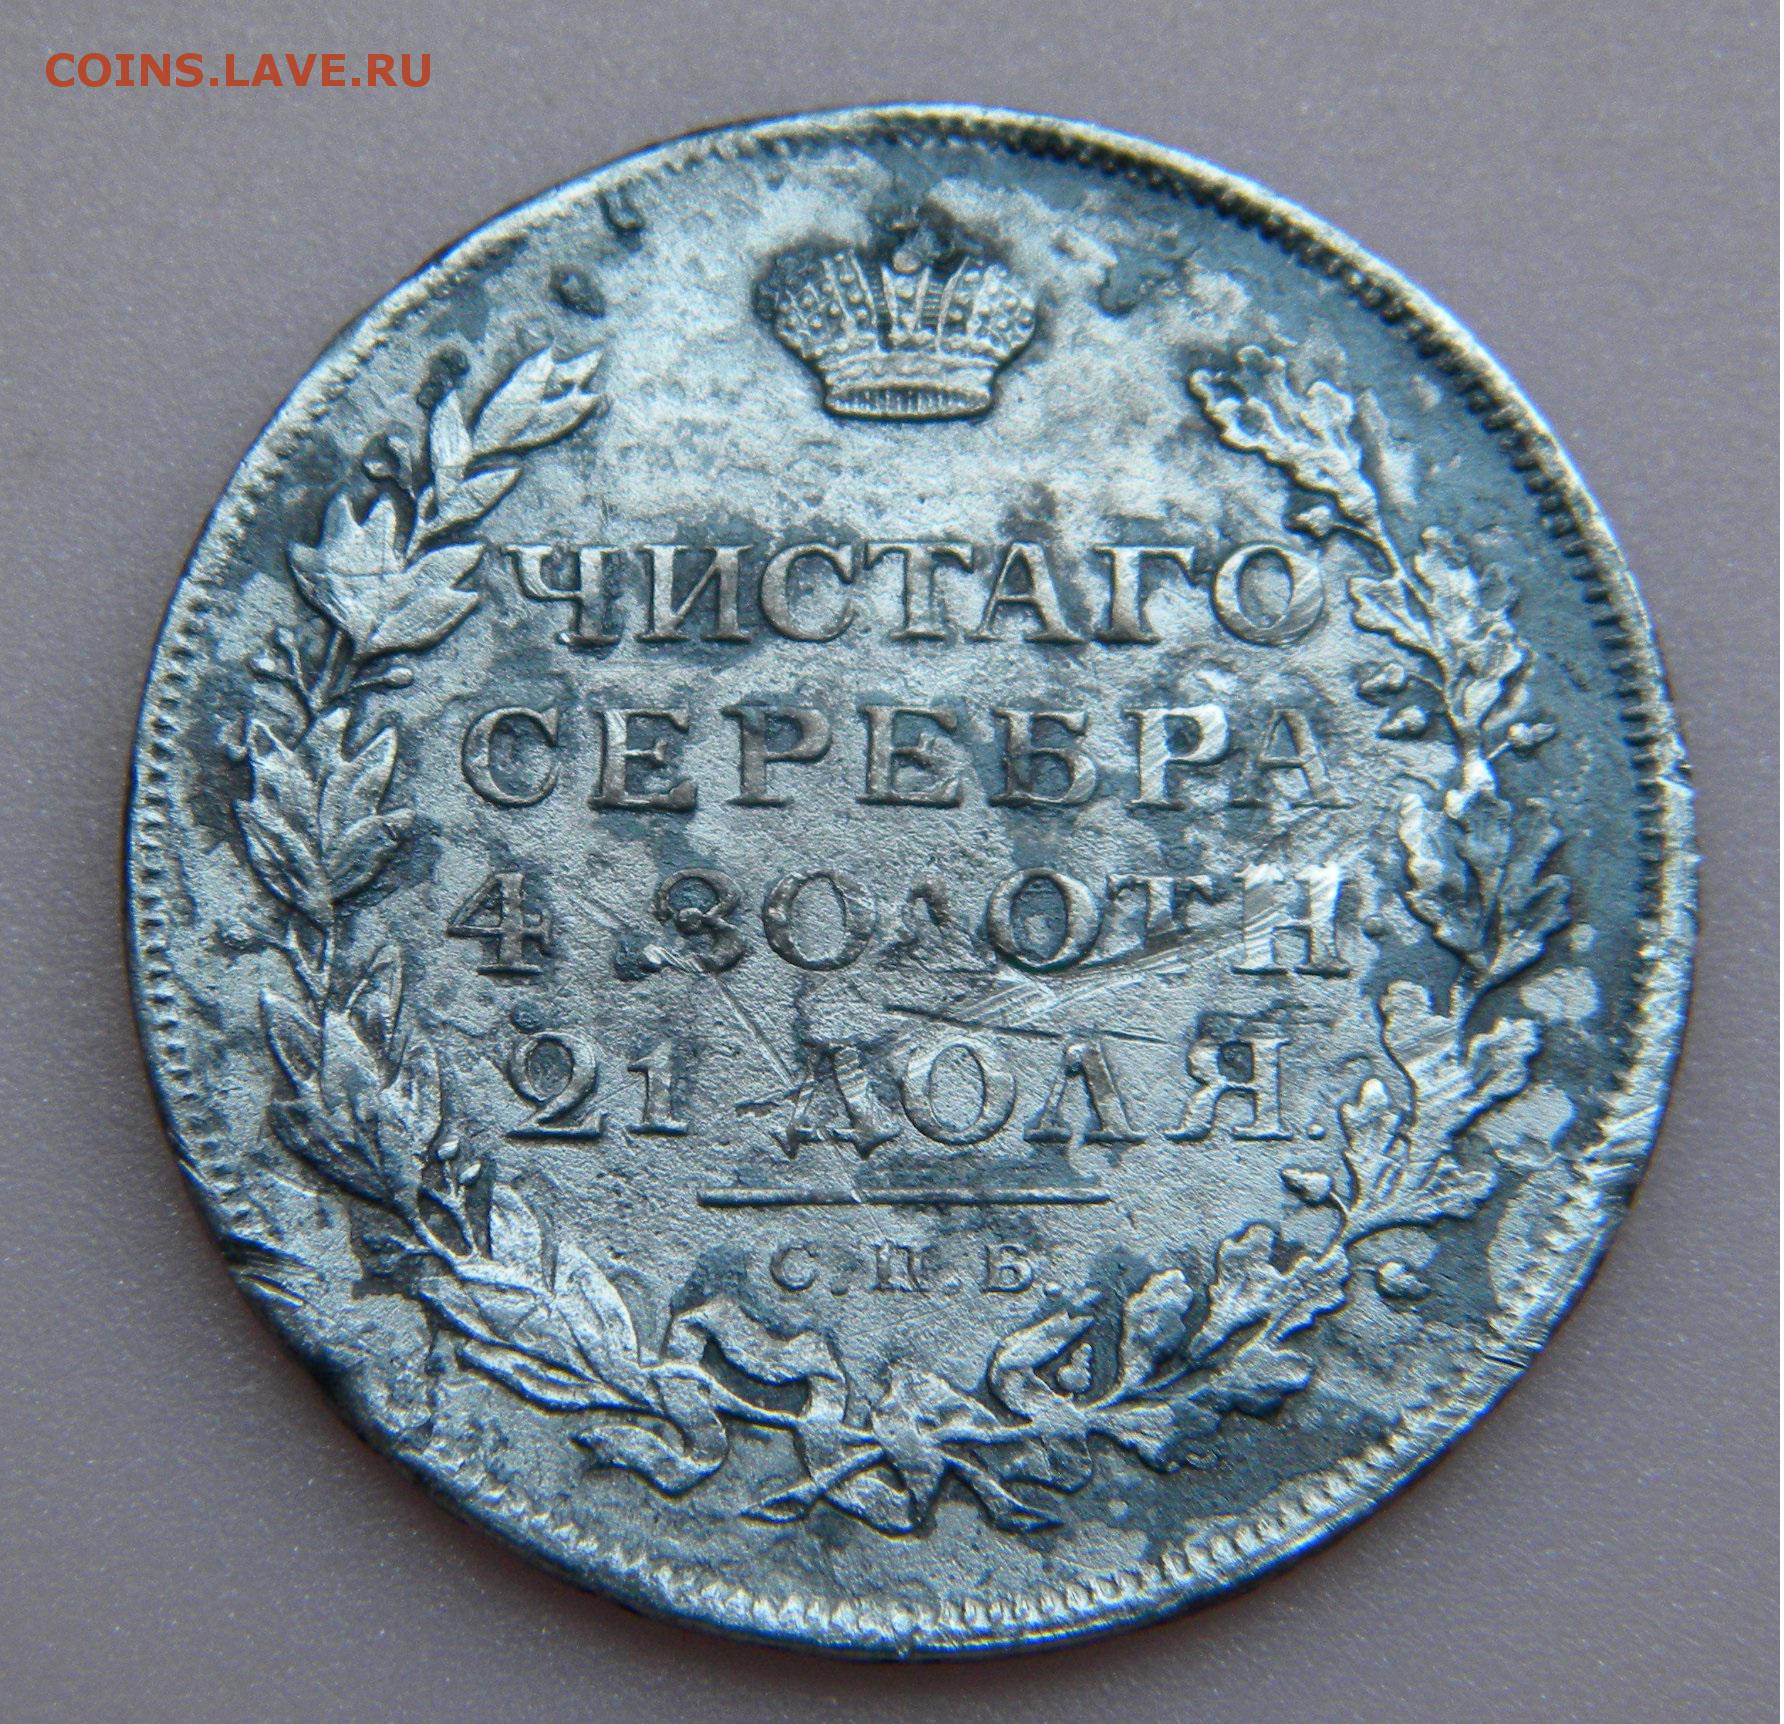 COINS.LAVE.RU
ЧИСТАГО
СЕРЕБРА
4 ЗОЛОТН
21 ДОЛЯ.
С.П.Б.